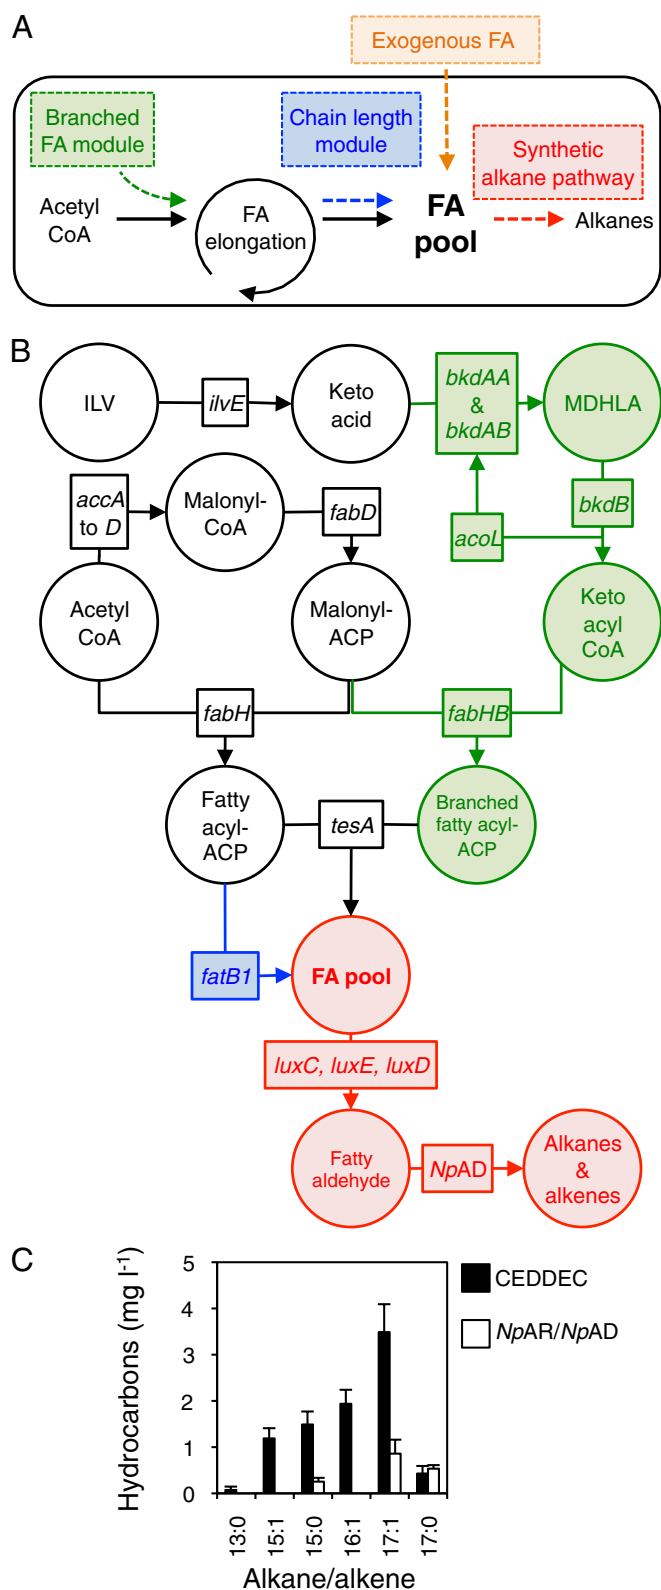 A
Exogenous FA
Branched
FA module
Chain length
module
Synthetic
alkane pathway
Acetyl
CoA
FA
elongation
FA
pool
Alkanes
B
ILV
ilvE
Keto
acid
bkdAA
&
bkdAB
MDHLA
accA
to D
Malonyl-
CoA
fabD
acoL
bkdB
Acetyl
CoA
Malonyl-
ACP
Keto
acyl
CoA
fabH
fabHB
Fatty
acyl-
ACP
tesA
Branched
fatty acyl-
ACP
fatB1
FA pool
luxC, luxE, luxD
Fatty
aldehyde
NpAD
Alkanes
&
alkenes
C
Hydrocarbons (mg l-1)
5
4
3
2
1
0
CEDDEC
NpAR/NpAD
13:0
15:1
15:0
16:1
17:1
17:0
Alkane/alkene